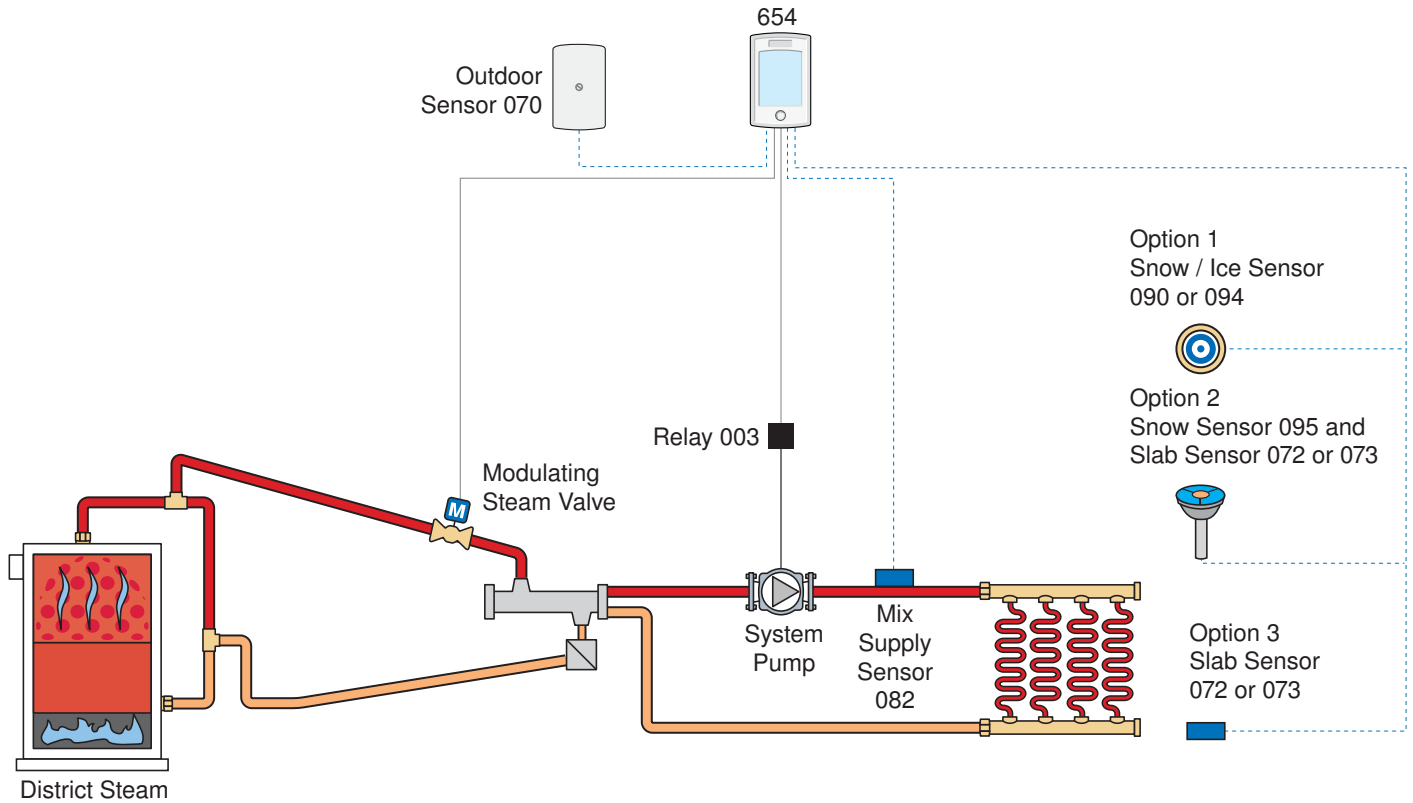 654
Outdoor
Sensor 070
Option 1
Snow / Ice Sensor
090 or 094
Option 2
Snow Sensor 095 and
Slab Sensor 072 or 073
Relay 003
Modulating
Steam Valve
M
System
Pump
Mix
Supply
Sensor
082
Option 3
Slab Sensor
072 or 073
District Steam